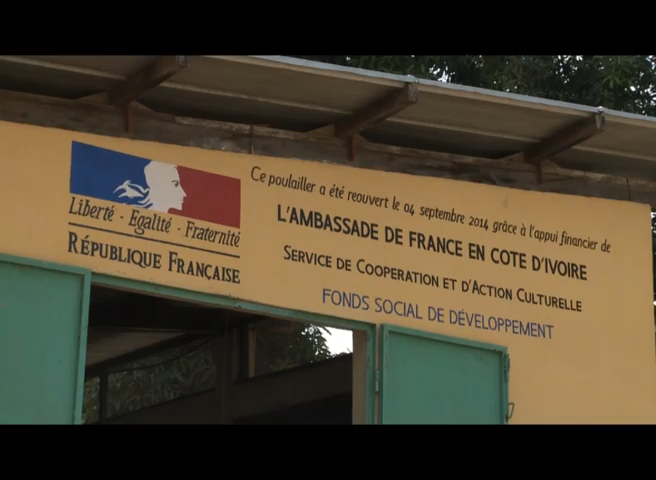 Liberté - Egalité - Fraternité
RÉPUBLIQUE FRANÇAISE
Ce poulailler a été reouvert le 04 septembre 2014 grâce à l'appui financier de
L'AMBASSADE DE FRANCE EN COTE D'IVOIRE
SERVICE DE COOPERATION ET D'ACTION CULTURELLE
FONDS SOCIAL DE DÉVELOPPEMENT